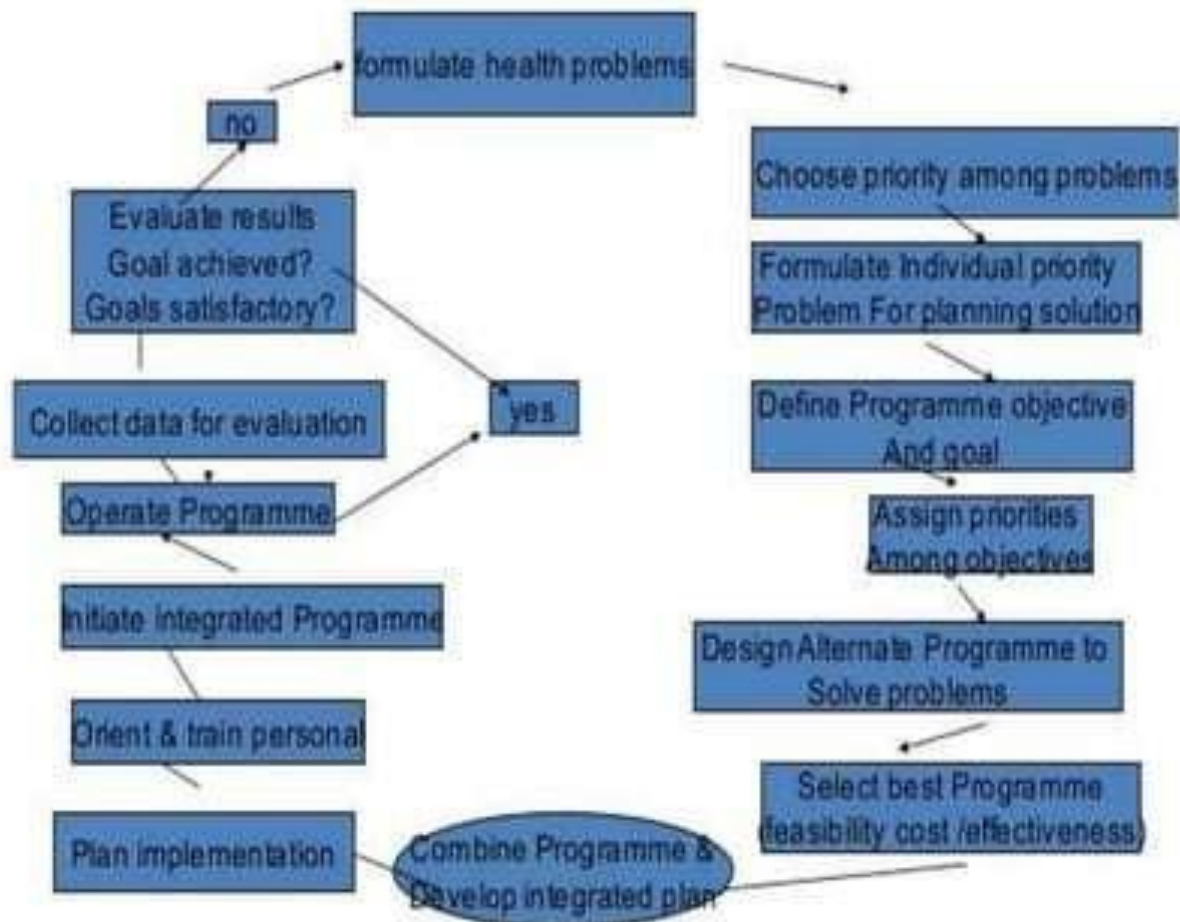 formulate health problems
no
Choose priority among problems
Evaluate results
Goal achieved?
Goals satisfactory?
Formulate Individual priority
Problem For planning solution
Collect data for evaluation
yes
Define Programme objective
And goal
Operate Programme
Assign priorities
Among objectives
Initiate integrated Programme
Design Alternate Programme to
Solve problems
Orient & train personal
Select best Programme
(feasibility cost /effectiveness)
Plan implementation
Combine Programme &
Develop integrated plan